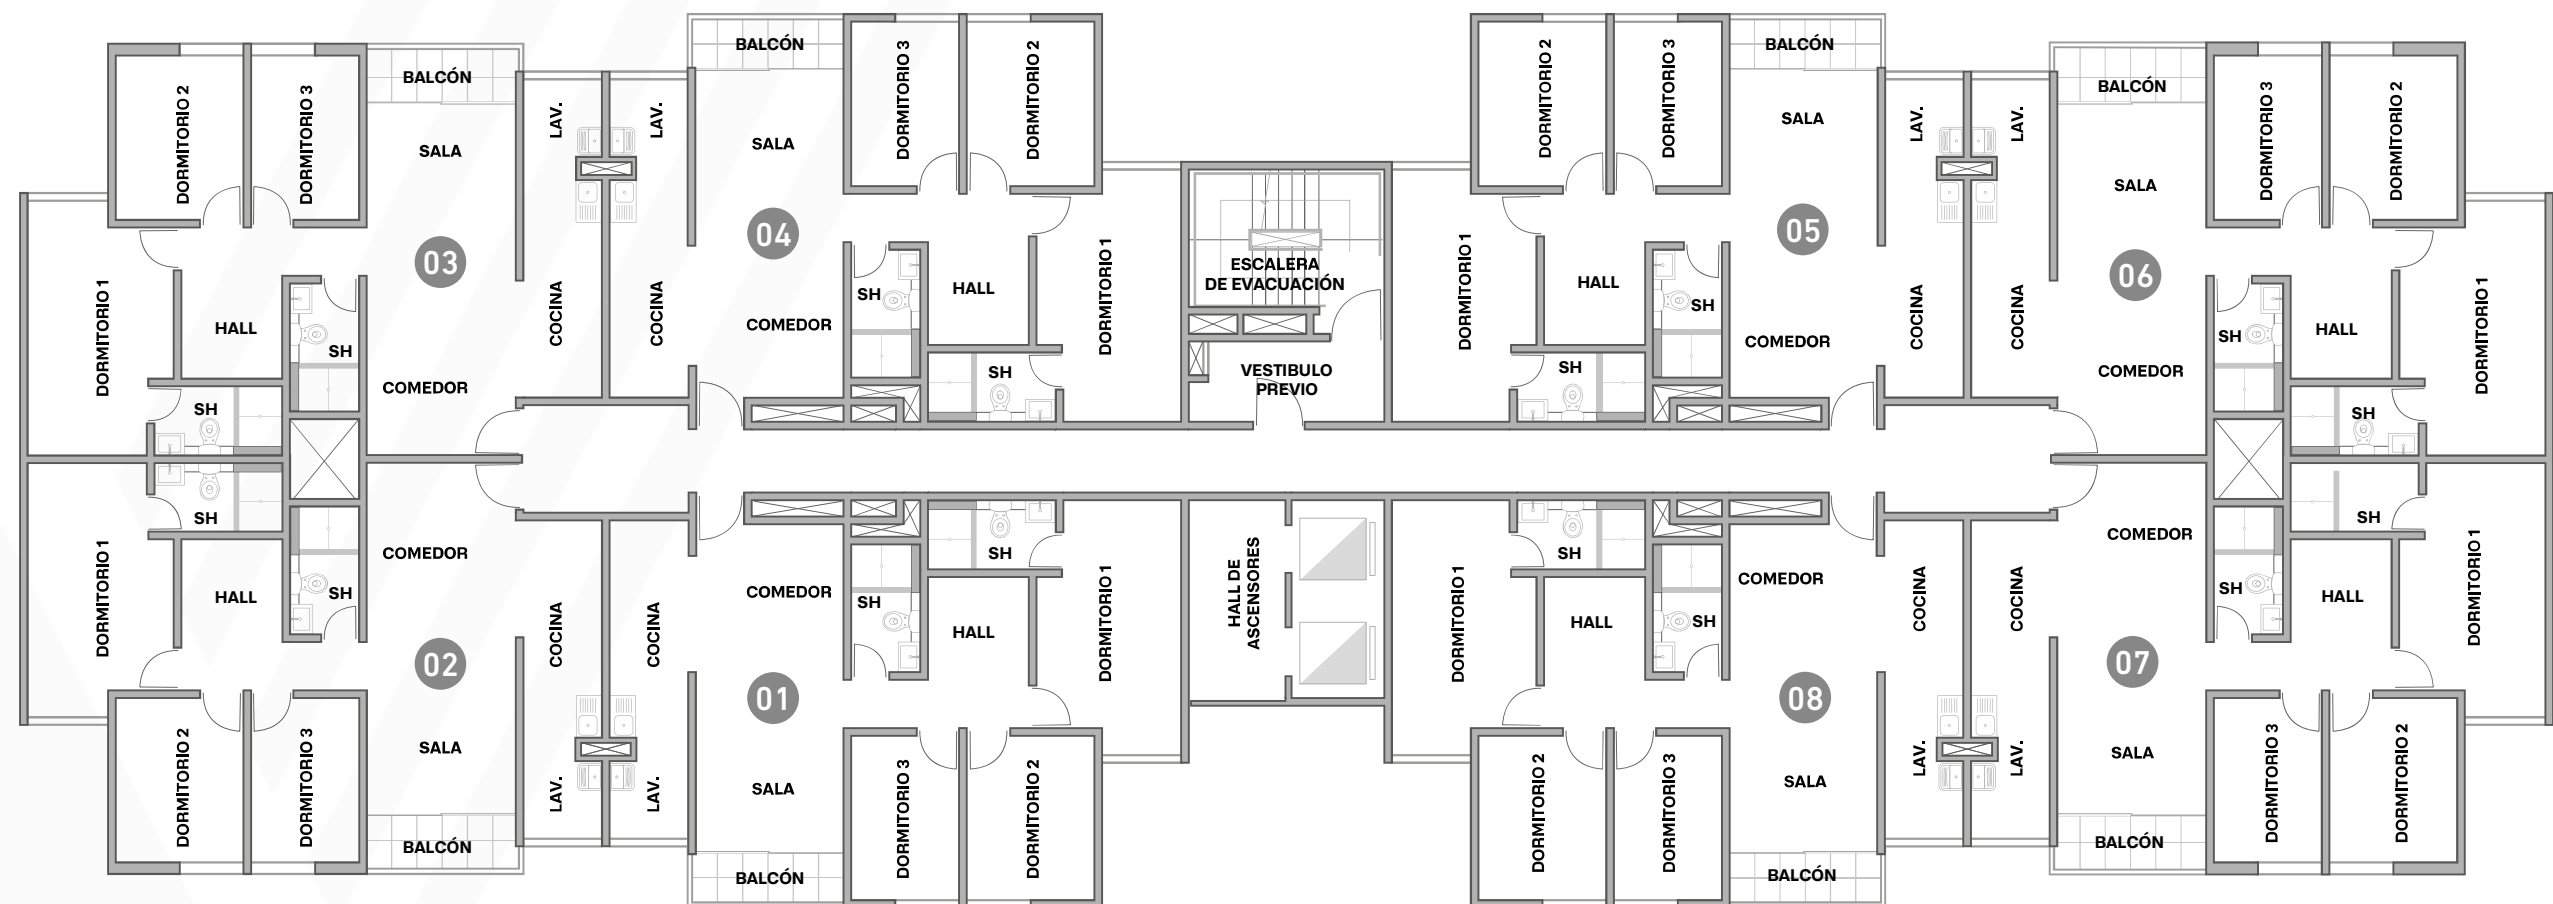 DORMITORIO 2
DORMITORIO 3
BALCÓN
SALA
03
COMEDOR
DORMITORIO 1
HALL
SH
SH
LAV.
COCINA
LAV.
COCINA
BALCÓN
SALA
04
COMEDOR
DORMITORIO 3
DORMITORIO 2
SH
HALL
SH
DORMITORIO 1
ESCALERA
DE EVACUACIÓN
VESTIBULO
PREVIO
DORMITORIO 2
DORMITORIO 3
BALCÓN
SALA
05
COMEDOR
DORMITORIO 1
HALL
SH
SH
LAV.
COCINA
LAV.
COCINA
BALCÓN
SALA
06
COMEDOR
DORMITORIO 3
DORMITORIO 2
SH
HALL
SH
DORMITORIO 1
SH
DORMITORIO 1
HALL
SH
COMEDOR
02
SALA
BALCÓN
DORMITORIO 2
DORMITORIO 3
COCINA
LAV.
COCINA
LAV.
COMEDOR
01
SALA
BALCÓN
SH
SH
HALL
DORMITORIO 1
DORMITORIO 3
DORMITORIO 2
HALL DE
ASCENSORES
DORMITORIO 1
SH
HALL
SH
COMEDOR
08
SALA
BALCÓN
DORMITORIO 2
DORMITORIO 3
COCINA
LAV.
COCINA
LAV.
COMEDOR
07
SALA
BALCÓN
SH
SH
HALL
DORMITORIO 1
DORMITORIO 3
DORMITORIO 2